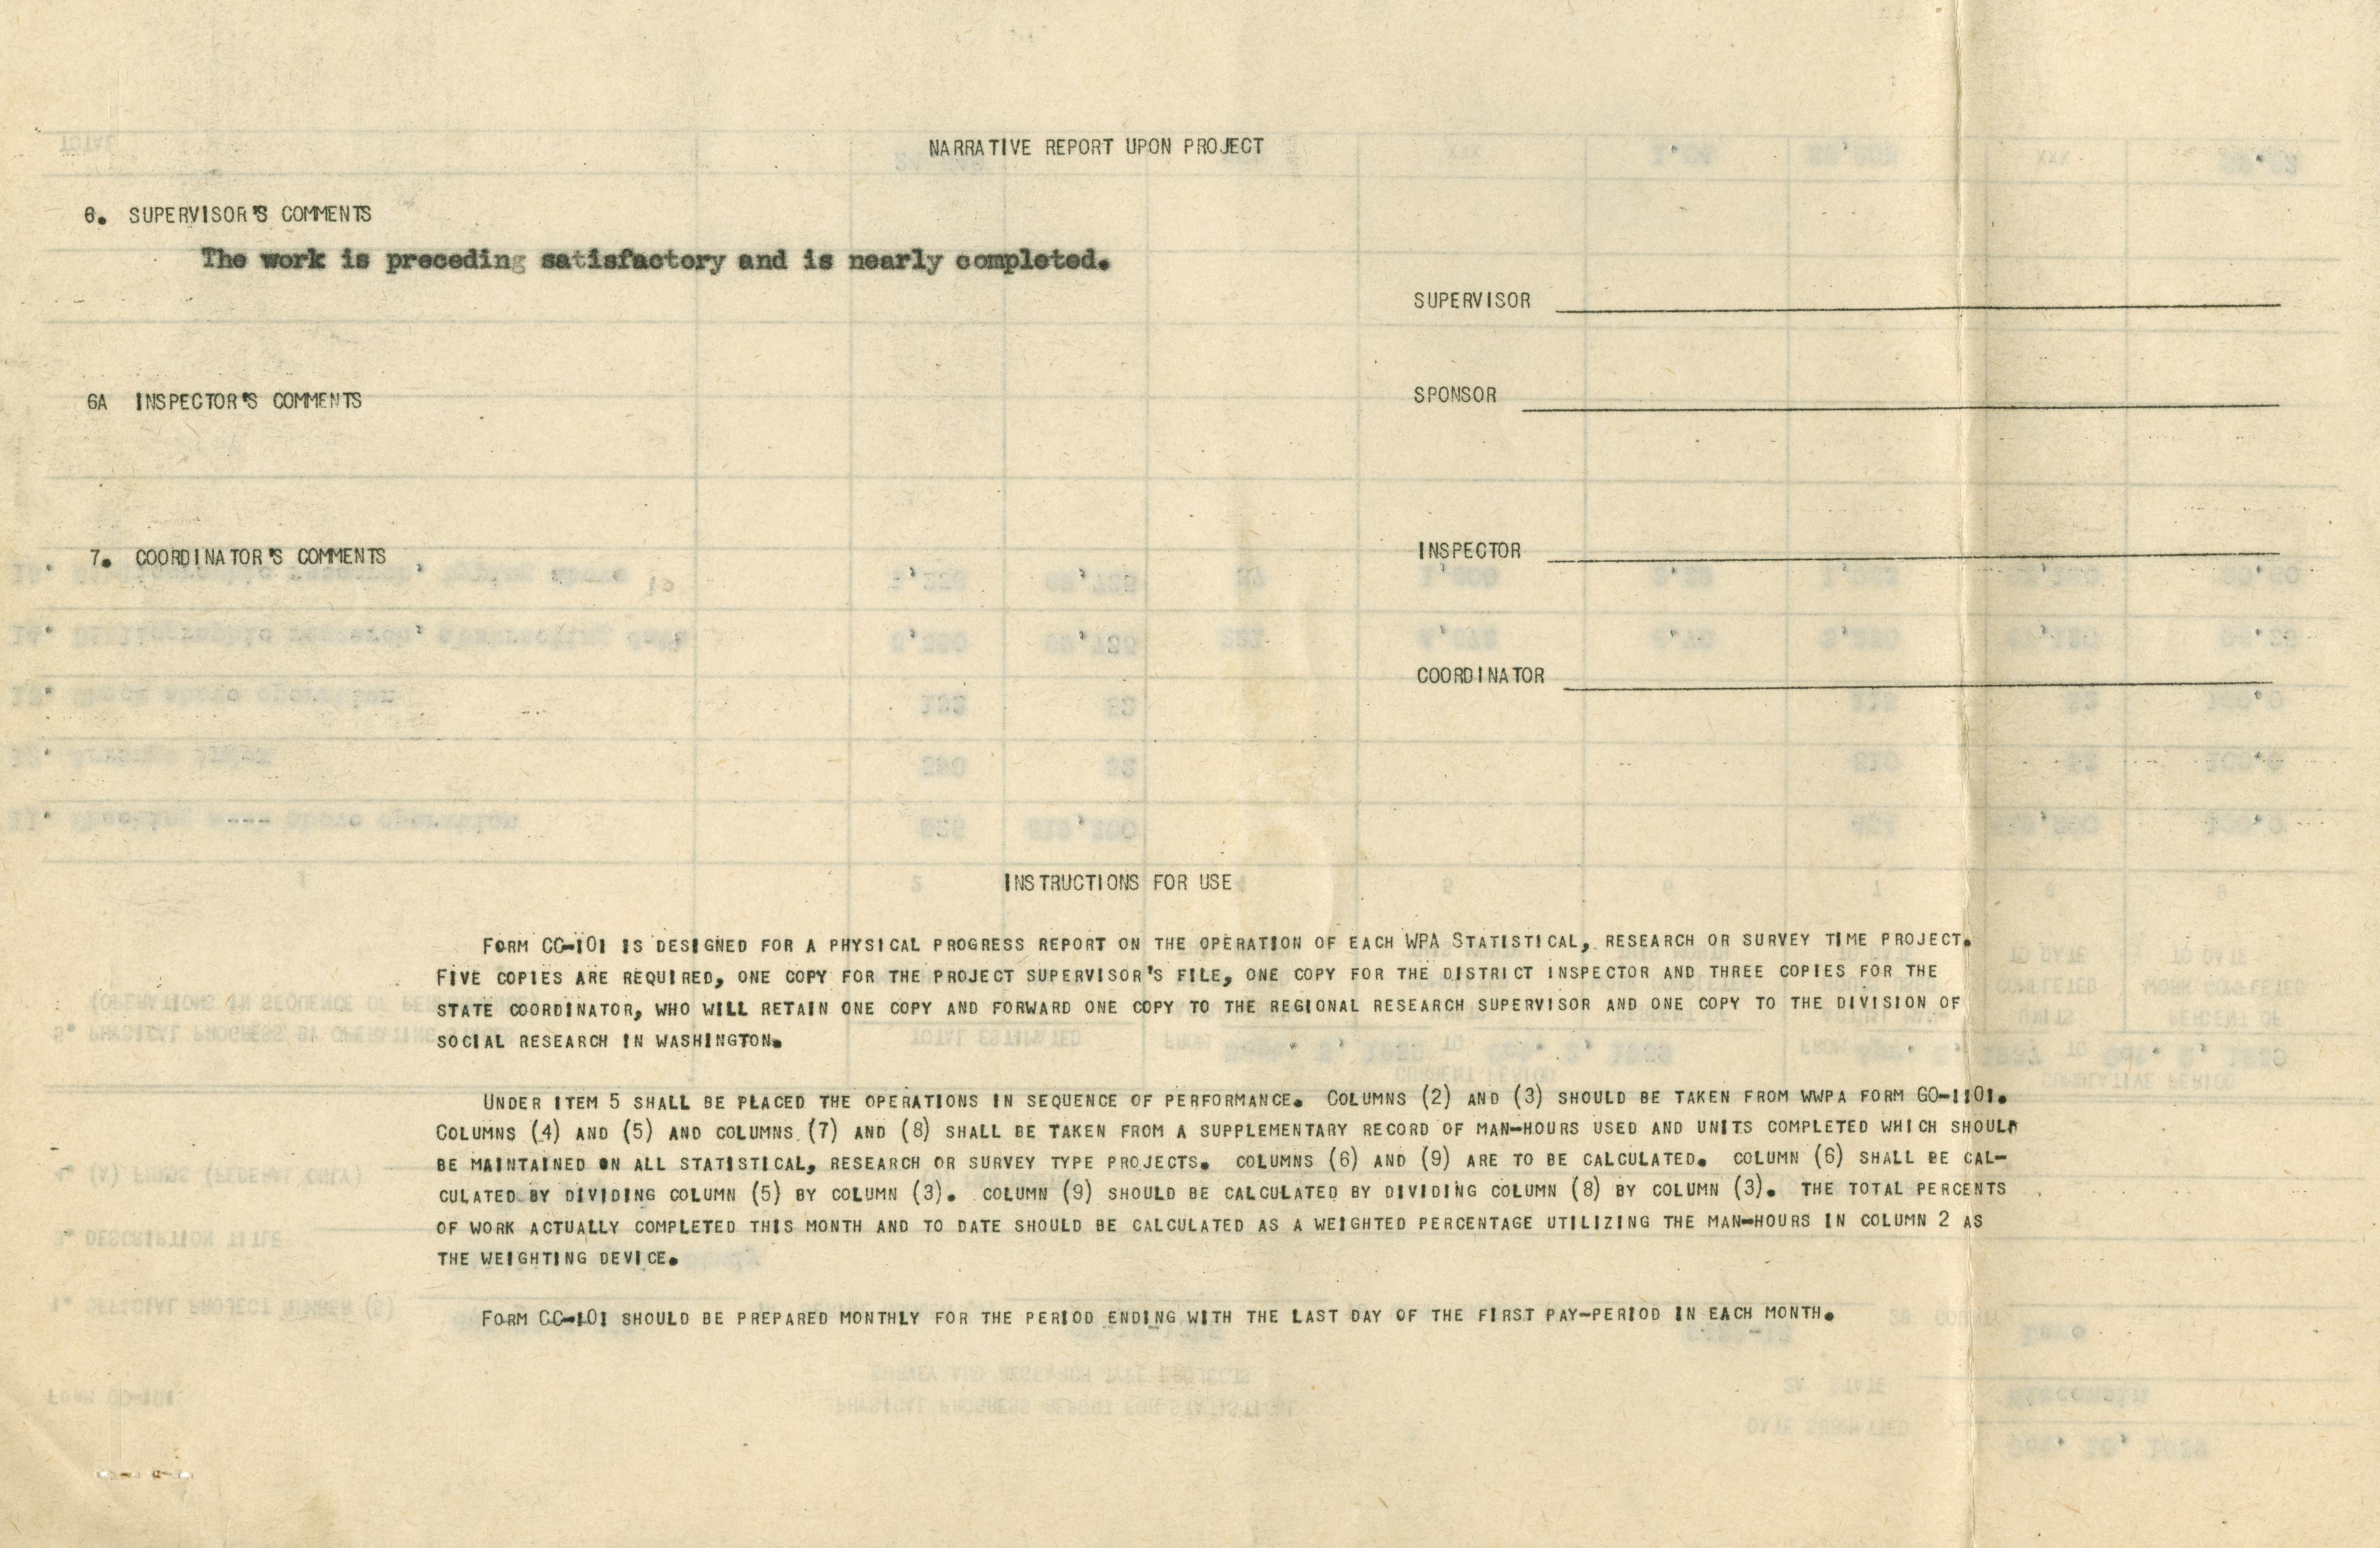 NARRATIVE REPORT UPON PROJECT
6. SUPERVISOR'S COMMENTS
The work is preceding satisfactory and is nearly completed.
SUPERVISOR
6A INSPECTOR'S COMMENTS
SPONSOR
7. COORDINATOR'S COMMENTS
INSPECTOR
COORDINATOR
INSTRUCTIONS FOR USE
FORM CC-101 IS DESIGNED FOR A PHYSICAL PROGRESS REPORT ON THE OPERATION OF EACH WPA STATISTICAL, RESEARCH OR SURVEY TIME PROJECT.
FIVE COPIES ARE REQUIRED, ONE COPY FOR THE PROJECT SUPERVISOR'S FILE, ONE COPY FOR THE DISTRICT INSPECTOR AND THREE COPIES FOR THE
STATE COORDINATOR, WHO WILL RETAIN ONE COPY AND FORWARD ONE COPY TO THE REGIONAL RESEARCH SUPERVISOR AND ONE COPY TO THE DIVISION OF
SOCIAL RESEARCH IN WASHINGTON.
UNDER ITEM 5 SHALL BE PLACED THE OPERATIONS IN SEQUENCE OF PERFORMANCE. COLUMNS (2) AND (3) SHOULD BE TAKEN FROM WWPA FORM GO-1101.
COLUMNS (4) AND (5) AND COLUMNS (7) AND (8) SHALL BE TAKEN FROM A SUPPLEMENTARY RECORD OF MAN-HOURS USED AND UNITS COMPLETED WHICH SHOULD
BE MAINTAINED ON ALL STATISTICAL, RESEARCH OR SURVEY TYPE PROJECTS. COLUMNS (6) AND (9) ARE TO BE CALCULATED. COLUMN (6) SHALL BE CAL-
CULATED BY DIVIDING COLUMN (5) BY COLUMN (3). COLUMN (9) SHOULD BE CALCULATED BY DIVIDING COLUMN (8) BY COLUMN (3). THE TOTAL PERCENTS
OF WORK ACTUALLY COMPLETED THIS MONTH AND TO DATE SHOULD BE CALCULATED AS A WEIGHTED PERCENTAGE UTILIZING THE MAN-HOURS IN COLUMN 2 AS
THE WEIGHTING DEVICE.
FORM CC-101 SHOULD BE PREPARED MONTHLY FOR THE PERIOD ENDING WITH THE LAST DAY OF THE FIRST PAY-PERIOD IN EACH MONTH.